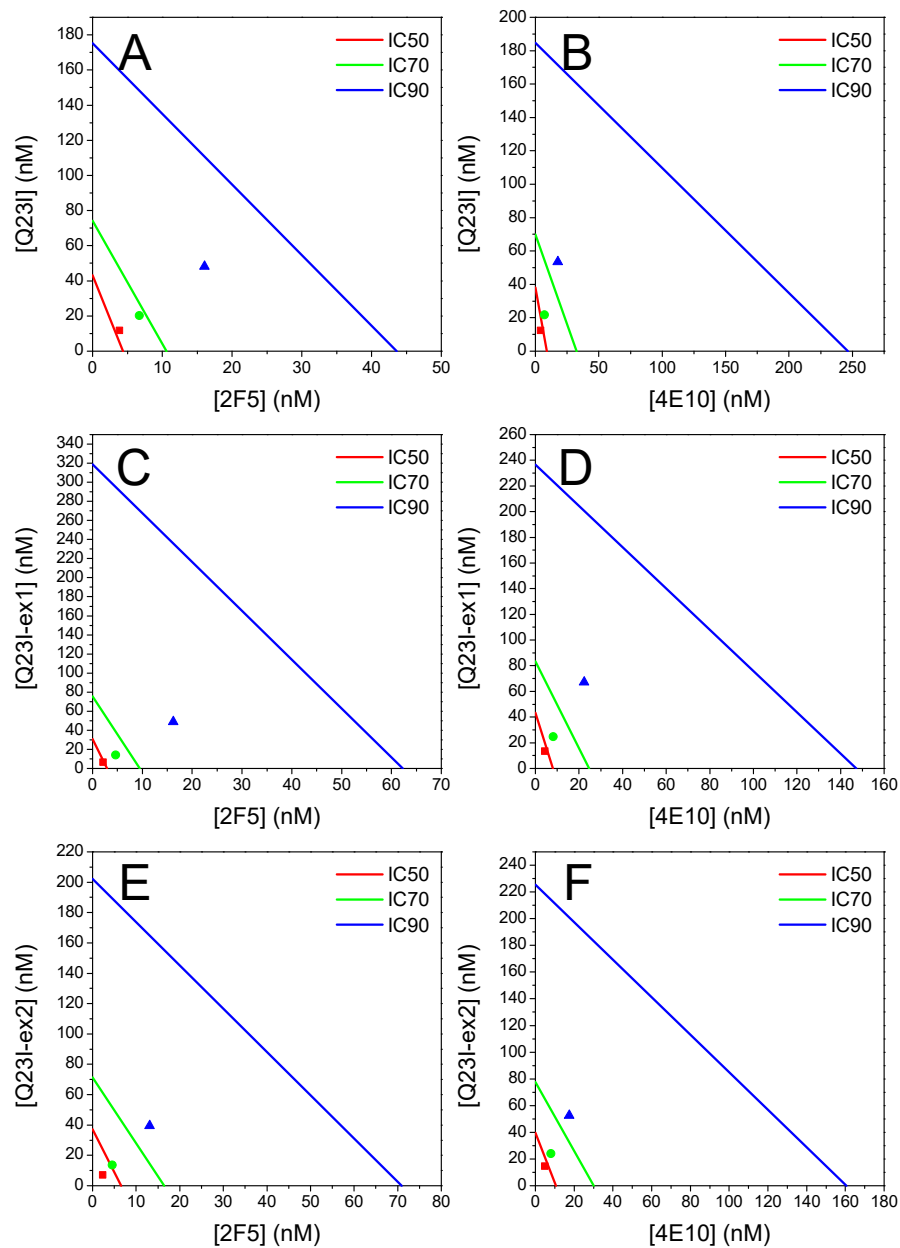 A
IC50
IC70
IC90
180
160
140
120
100
80
60
40
20
0
[Q23I] (nM)
0 10 20 30 40 50
[2F5] (nM)
B
IC50
IC70
IC90
200
180
160
140
120
100
80
60
40
20
0
[Q23I] (nM)
0 50 100 150 200 250
[4E10] (nM)
C
IC50
IC70
IC90
340
320
300
280
260
240
220
200
180
160
140
120
100
80
60
40
20
0
[Q23I-ex1] (nM)
0 10 20 30 40 50 60 70
[2F5] (nM)
D
IC50
IC70
IC90
260
240
220
200
180
160
140
120
100
80
60
40
20
0
[Q23I-ex1] (nM)
0 20 40 60 80 100 120 140 160
[4E10] (nM)
E
IC50
IC70
IC90
220
200
180
160
140
120
100
80
60
40
20
0
[Q23I-ex2] (nM)
0 10 20 30 40 50 60 70 80
[2F5] (nM)
F
IC50
IC70
IC90
240
220
200
180
160
140
120
100
80
60
40
20
0
[Q23I-ex2] (nM)
0 20 40 60 80 100 120 140 160 180
[4E10] (nM)